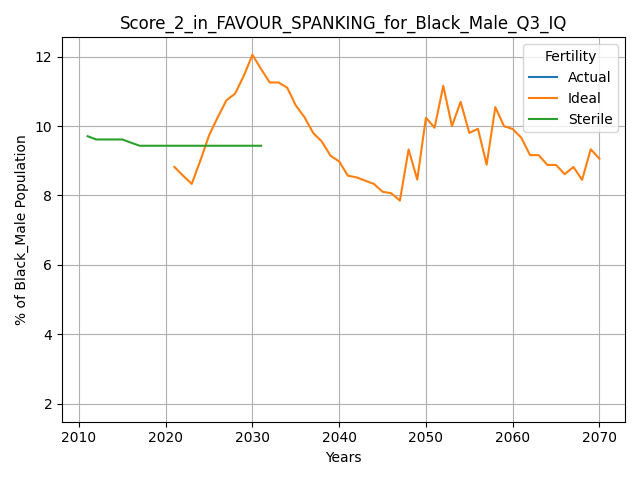 Score_2_in_FAVOUR_SPANKING_for_Black_Male_Q3_IQ
Fertility
Actual
Ideal
Sterile
% of Black_Male Population
12
10
8
6
4
2
2010 2020 2030 2040 2050 2060 2070
Years